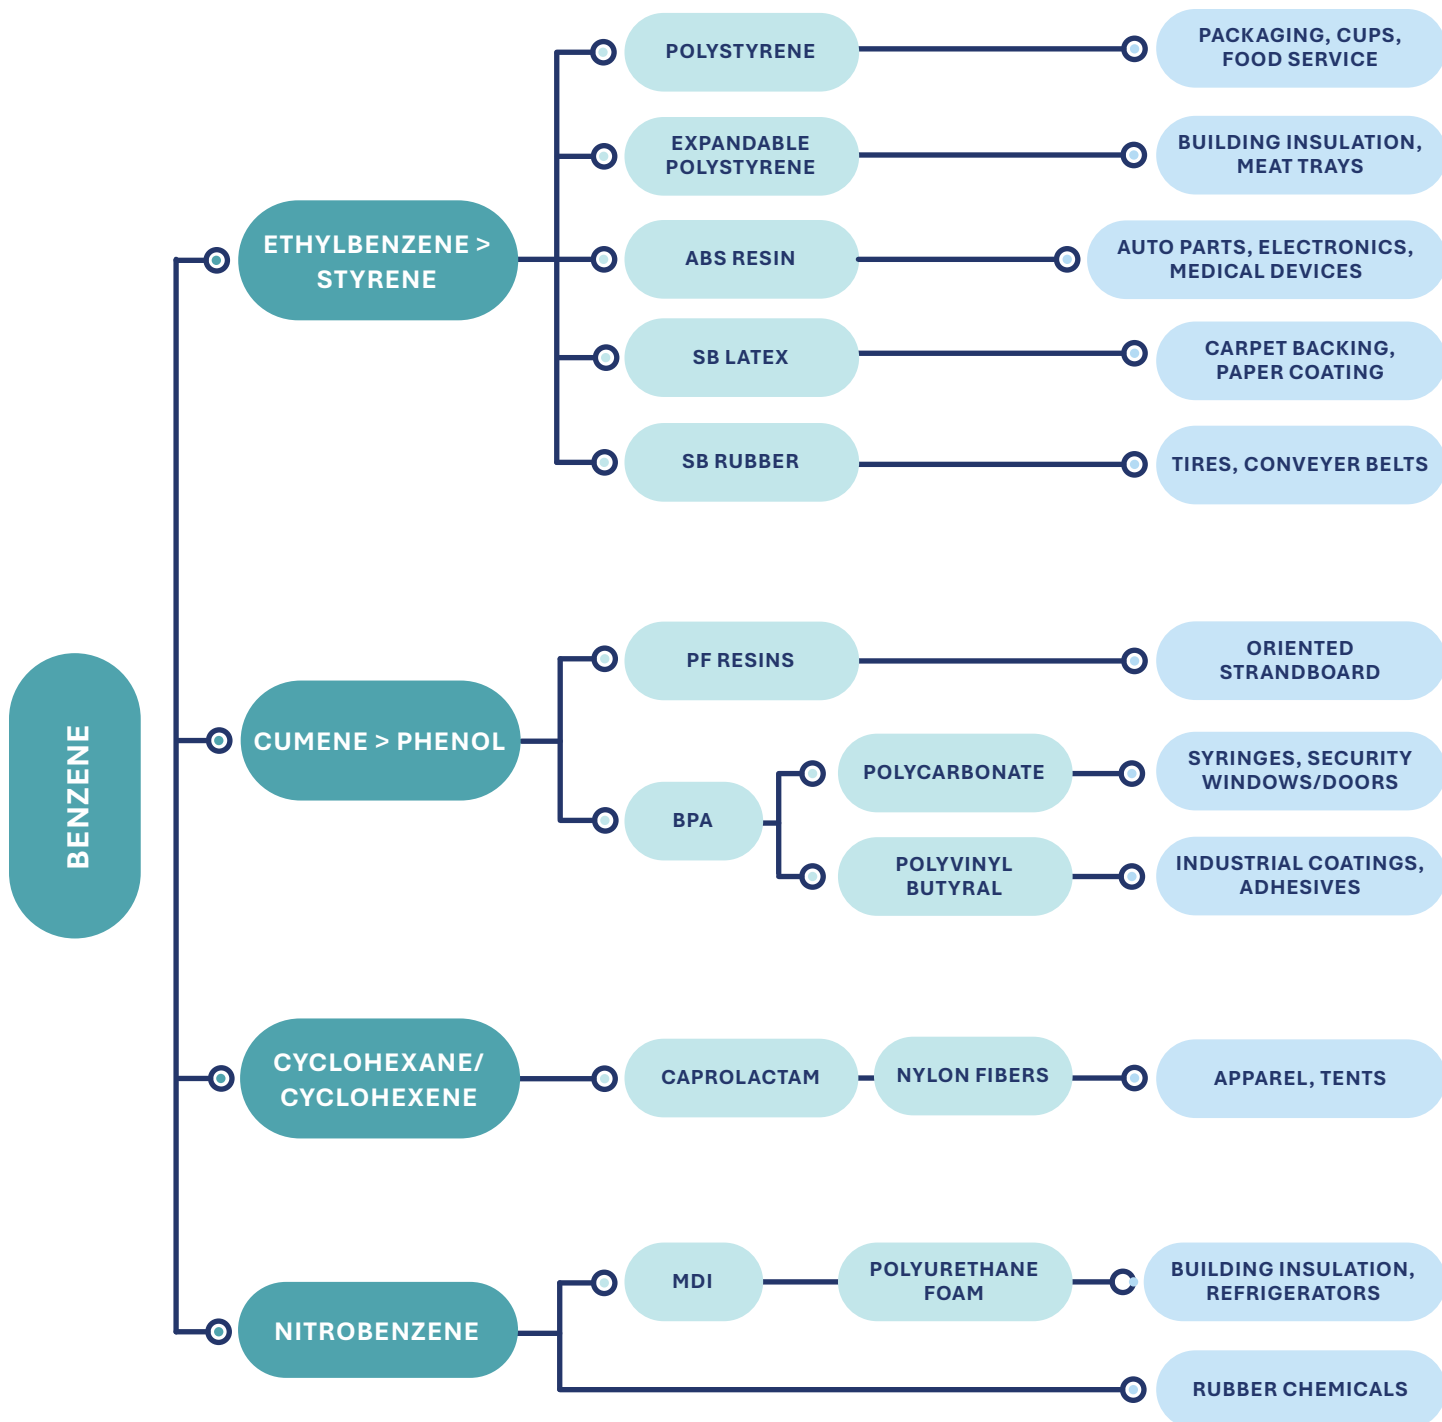 BENZENE
ETHYLBENZENE >
STYRENE
POLYSTYRENE
PACKAGING, CUPS,
FOOD SERVICE
EXPANDABLE
POLYSTYRENE
BUILDING INSULATION,
MEAT TRAYS
ABS RESIN
AUTO PARTS, ELECTRONICS,
MEDICAL DEVICES
SB LATEX
CARPET BACKING,
PAPER COATING
SB RUBBER
TIRES, CONVEYER BELTS
CUMENE > PHENOL
PF RESINS
ORIENTED
STRANDBOARD
BPA
POLYCARBONATE
SYRINGES, SECURITY
WINDOWS/DOORS
POLYVINYL
BUTYRAL
INDUSTRIAL COATINGS,
ADHESIVES
CYCLOHEXANE/
CYCLOHEXENE
CAPROLACTAM
NYLON FIBERS
APPAREL, TENTS
NITROBENZENE
MDI
POLYURETHANE
FOAM
BUILDING INSULATION,
REFRIGERATORS
RUBBER CHEMICALS